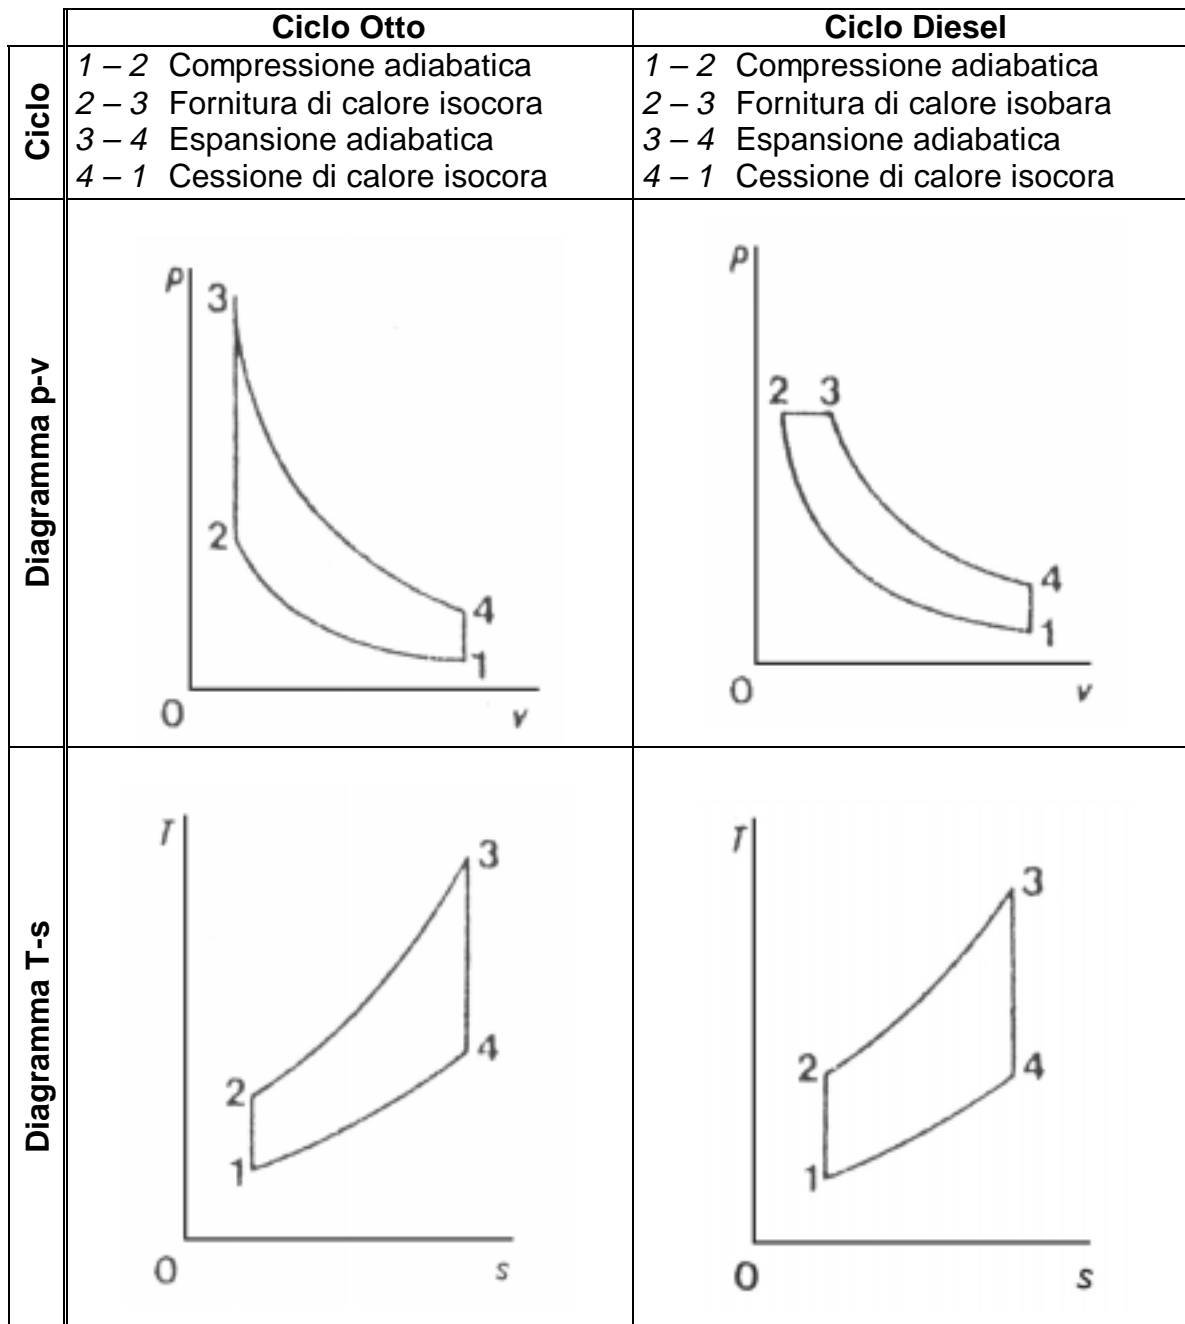 Ciclo Otto
Ciclo Diesel
Ciclo
1 – 2 Compressione adiabatica
2 – 3 Fornitura di calore isocora
3 – 4 Espansione adiabatica
4 – 1 Cessione di calore isocora
1 – 2 Compressione adiabatica
2 – 3 Fornitura di calore isobara
3 – 4 Espansione adiabatica
4 – 1 Cessione di calore isocora
Diagramma p-v
p
3
2
4
1
0
v
p
2 3
4
1
0
v
Diagramma T-s
T
3
4
2
1
0
s
T
3
2
4
1
0
s